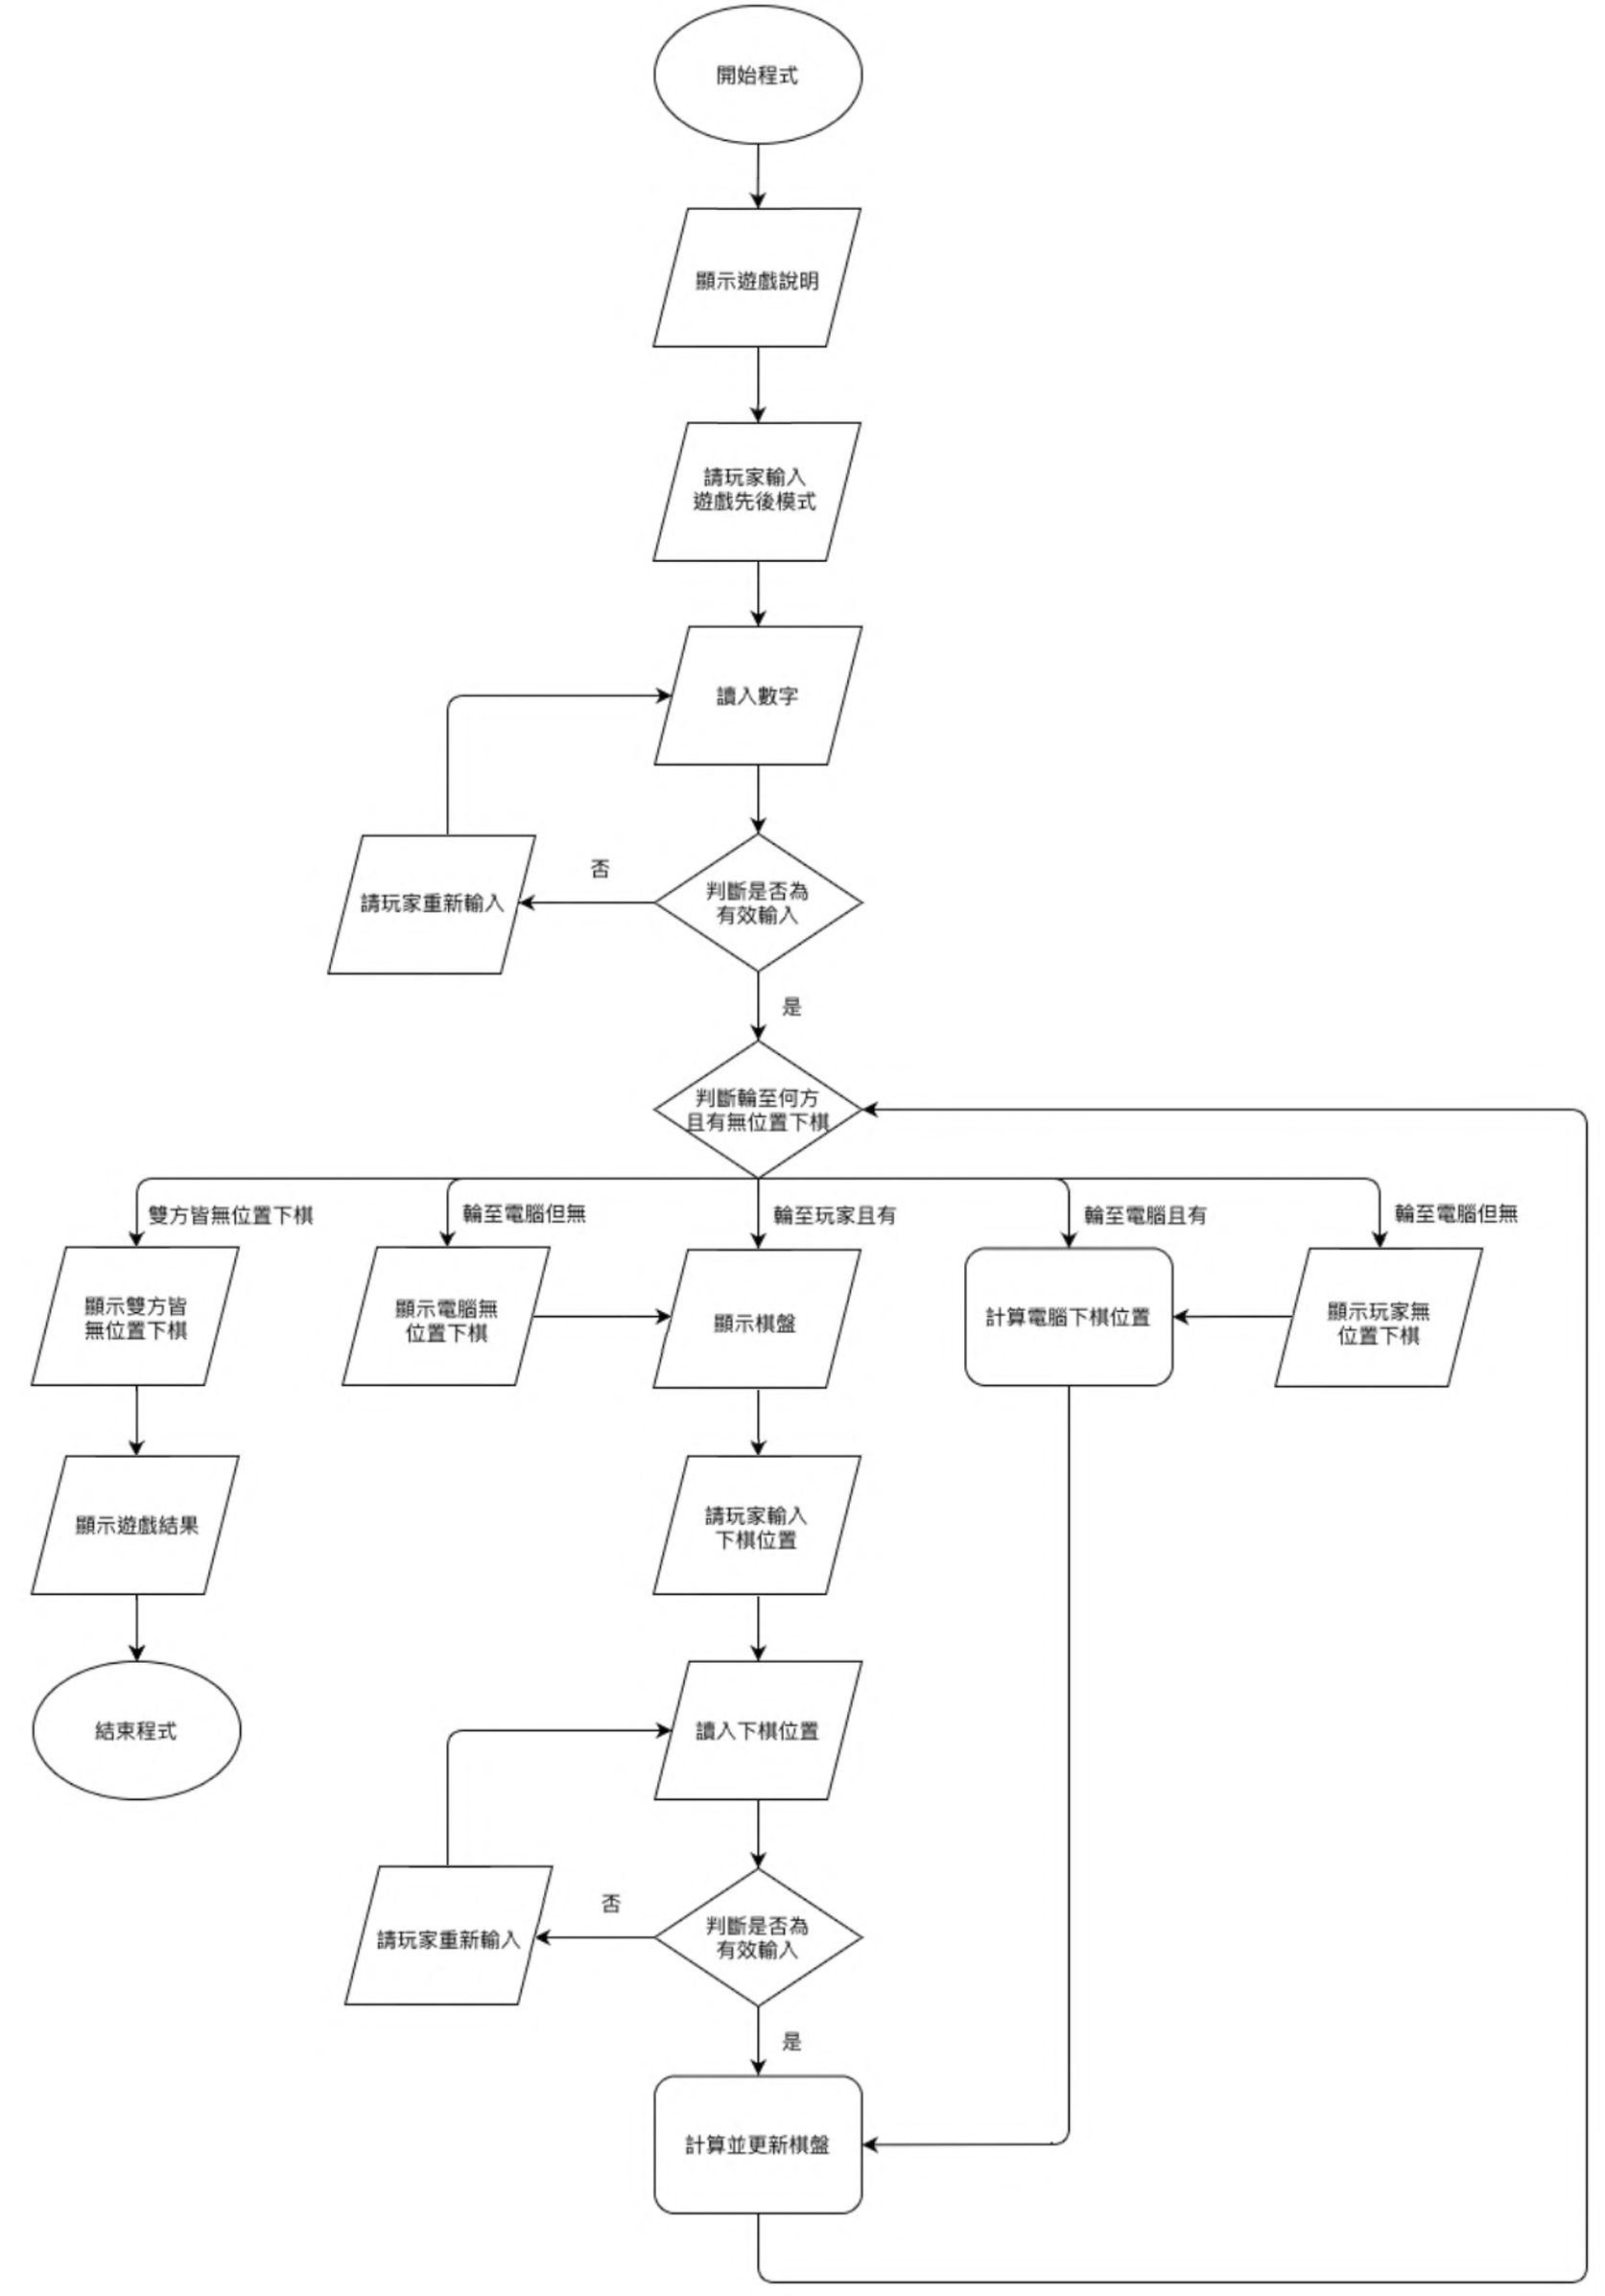 開始程式
顯示遊戲說明
請玩家輸入
遊戲先後模式
讀入數字
否
請玩家重新輸入
判斷是否為
有效輸入
是
判斷輪至何方
且有無位置下棋
雙方皆無位置下棋
輪至電腦但無
輪至玩家且有
輪至電腦且有
輪至電腦但無
顯示雙方皆
無位置下棋
顯示電腦無
位置下棋
顯示棋盤
計算電腦下棋位置
顯示玩家無
位置下棋
顯示遊戲結果
請玩家輸入
下棋位置
結束程式
讀入下棋位置
否
請玩家重新輸入
判斷是否為
有效輸入
是
計算並更新棋盤